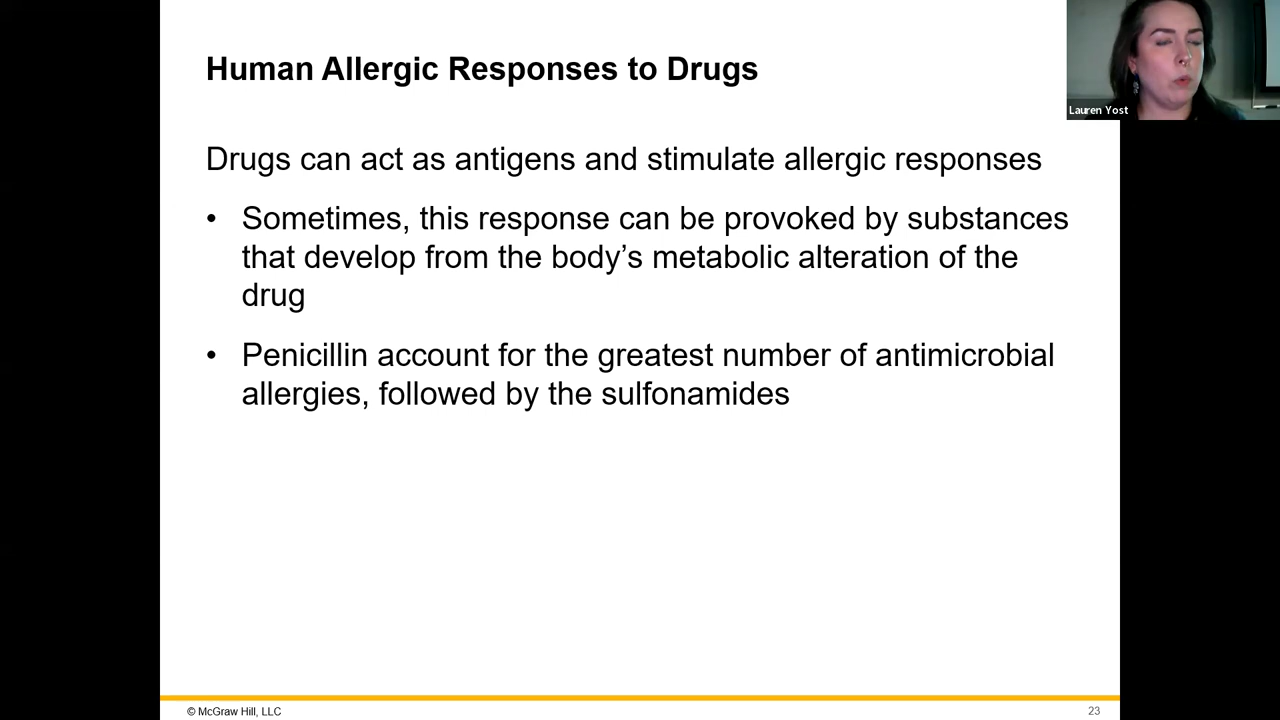 Human Allergic Responses to Drugs
Lauren Yost
Drugs can act as antigens and stimulate allergic responses
• Sometimes, this response can be provoked by substances
that develop from the body’s metabolic alteration of the
drug
• Penicillin account for the greatest number of antimicrobial
allergies, followed by the sulfonamides
© McGraw Hill, LLC
23